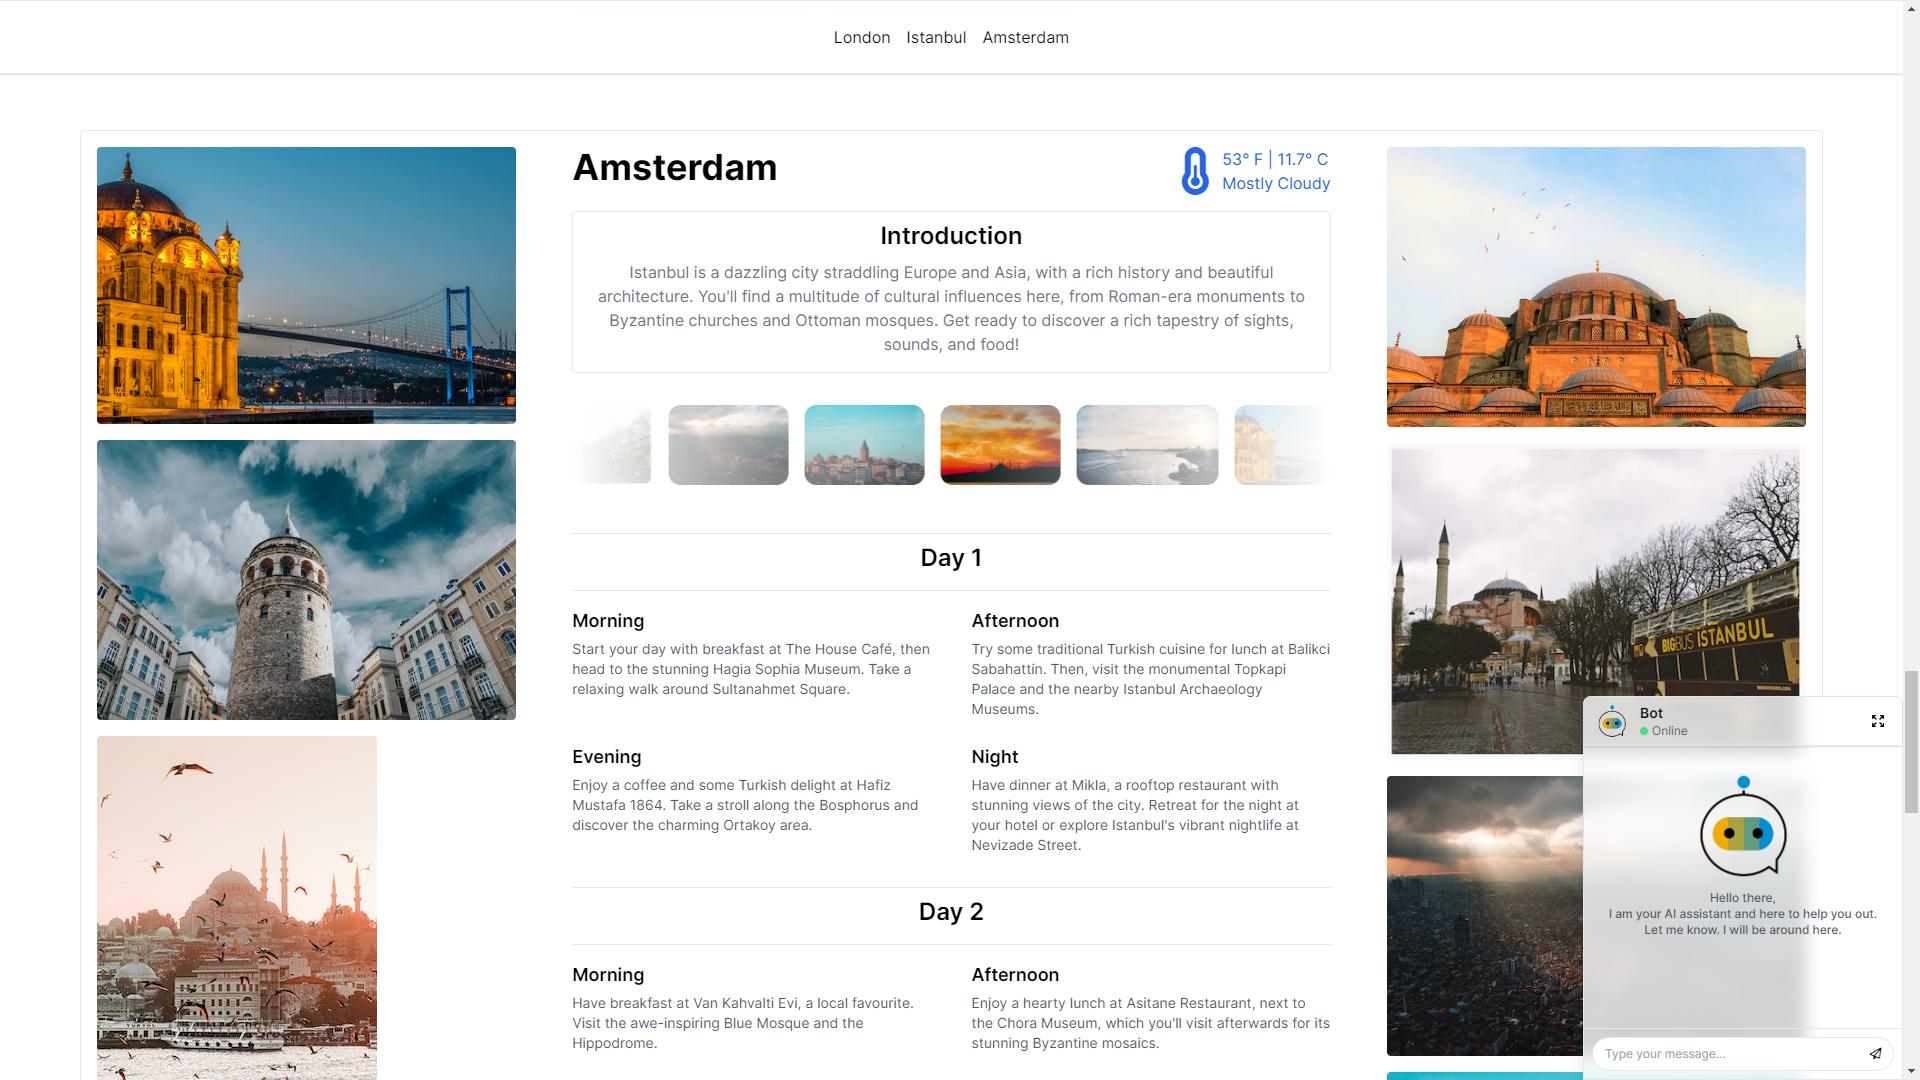 London Istanbul Amsterdam
Amsterdam
53° F | 11.7° C
Mostly Cloudy
Introduction
Istanbul is a dazzling city straddling Europe and Asia, with a rich history and beautiful
architecture. You'll find a multitude of cultural influences here, from Roman-era monuments to
Byzantine churches and Ottoman mosques. Get ready to discover a rich tapestry of sights,
sounds, and food!
Day 1
Morning
Start your day with breakfast at The House Café, then
head to the stunning Hagia Sophia Museum. Take a
relaxing walk around Sultanahmet Square.
Afternoon
Try some traditional Turkish cuisine for lunch at Balikci
Sabahattin. Then, visit the monumental Topkapi
Palace and the nearby Istanbul Archaeology
Museums.
Evening
Enjoy a coffee and some Turkish delight at Hafiz
Mustafa 1864. Take a stroll along the Bosphorus and
discover the charming Ortakoy area.
Night
Have dinner at Mikla, a rooftop restaurant with
stunning views of the city. Retreat for the night at
your hotel or explore Istanbul's vibrant nightlife at
Nevizade Street.
Day 2
Morning
Have breakfast at Van Kahvalti Evi, a local favourite.
Visit the awe-inspiring Blue Mosque and the
Hippodrome.
Afternoon
Enjoy a hearty lunch at Asitane Restaurant, next to
the Chora Museum, which you'll visit afterwards for its
stunning Byzantine mosaics.
BIGBUS ISTANBUL
Bot
Online
Hello there,
I am your AI assistant and here to help you out.
Let me know. I will be around here.
Type your message...